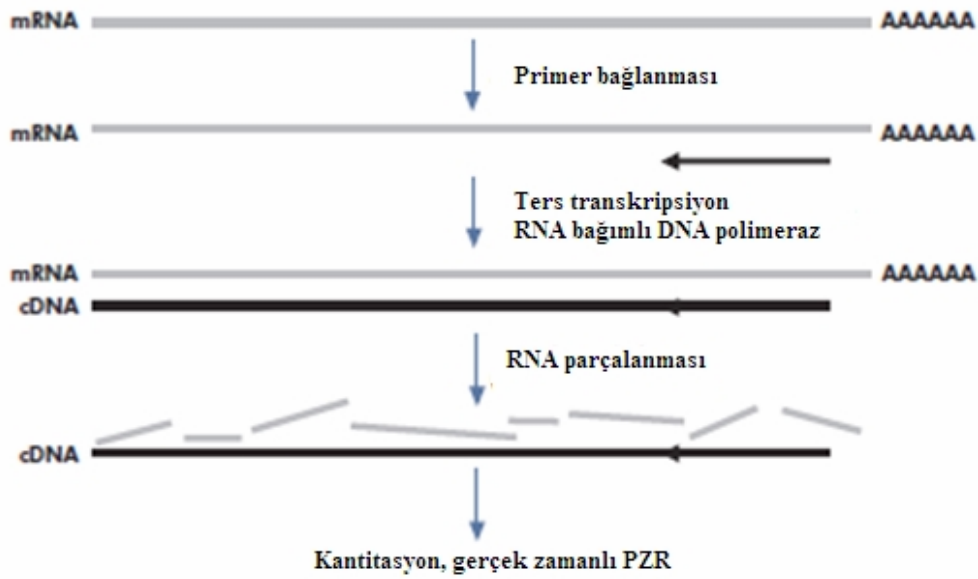 mRNA AAAAAA
Primer bağlanması
mRNA AAAAAA
Ters transkripsiyon
RNA bağımlı DNA polimeraz
mRNA AAAAAA
cDNA
RNA parçalanması
cDNA
Kantitasyon, gerçek zamanlı PZR